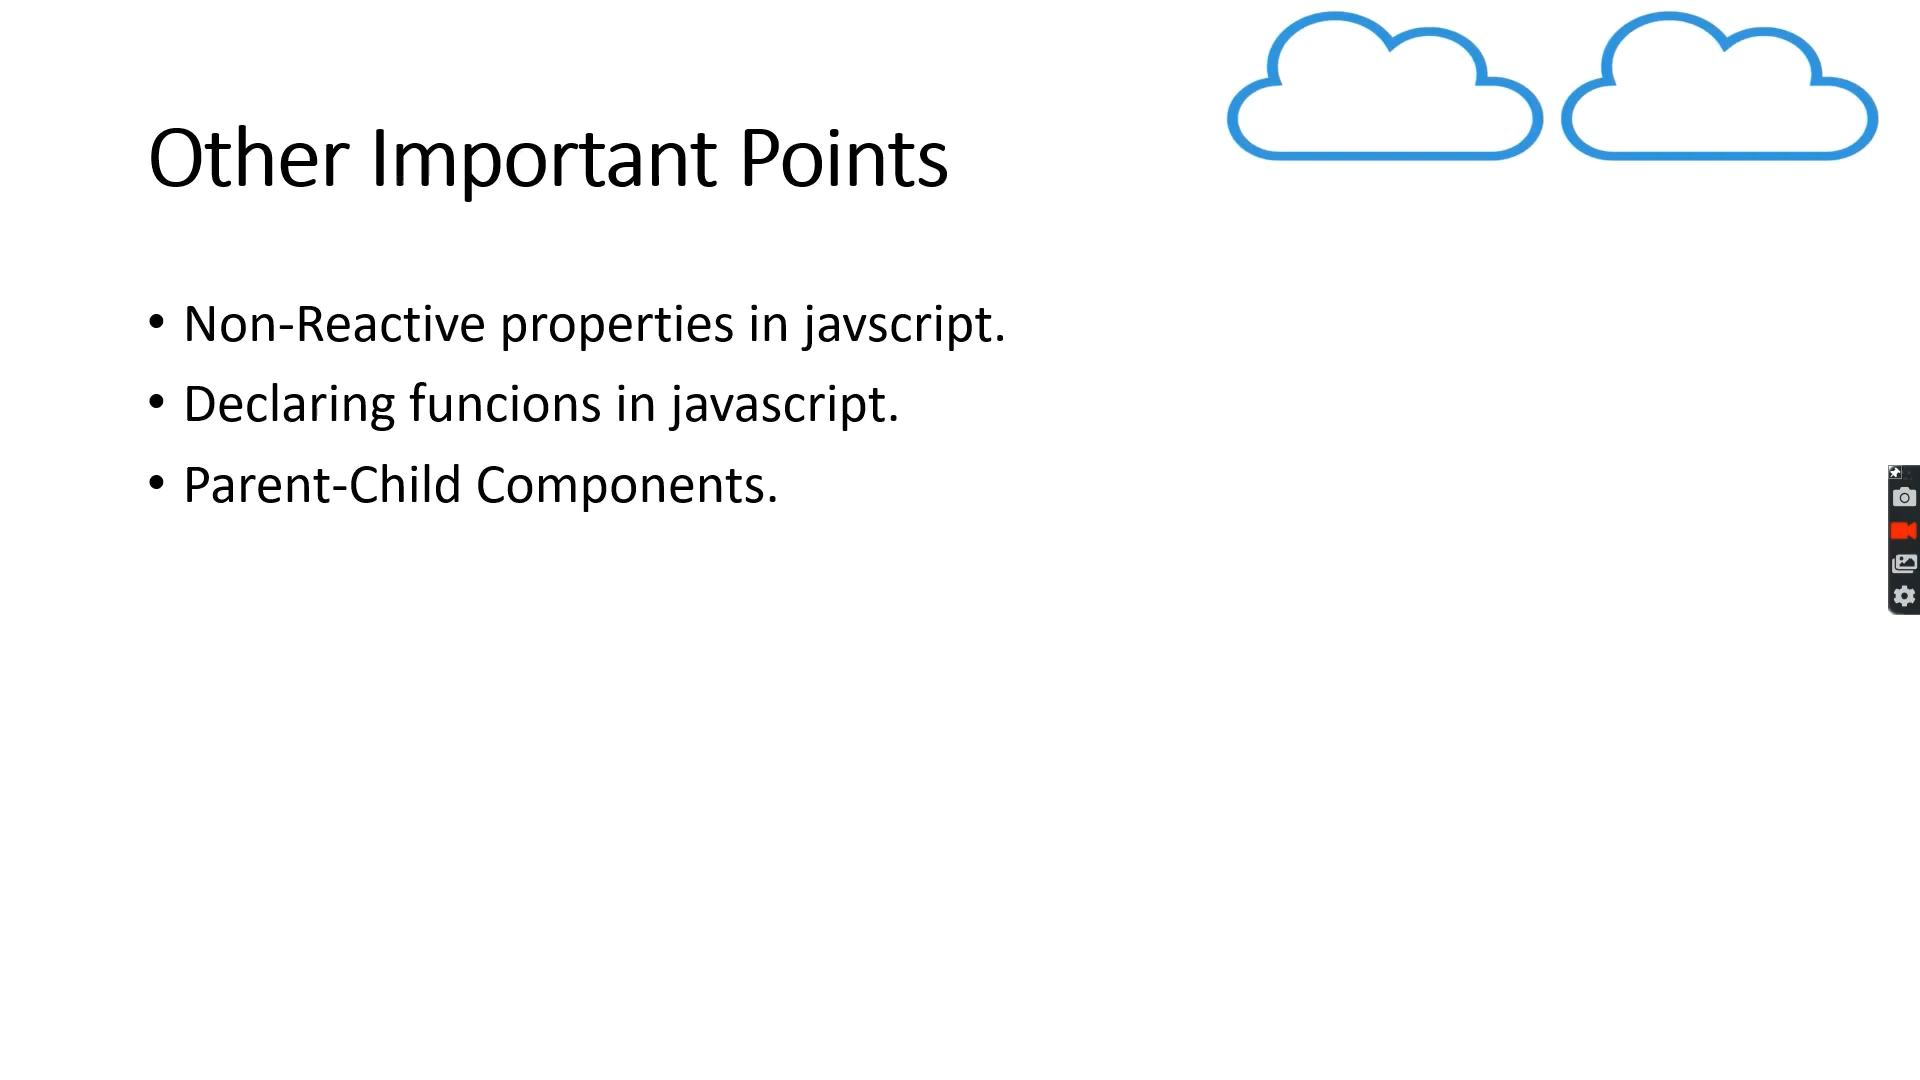 Other Important Points
• Non-Reactive properties in javscript.
• Declaring funcions in javascript.
• Parent-Child Components.